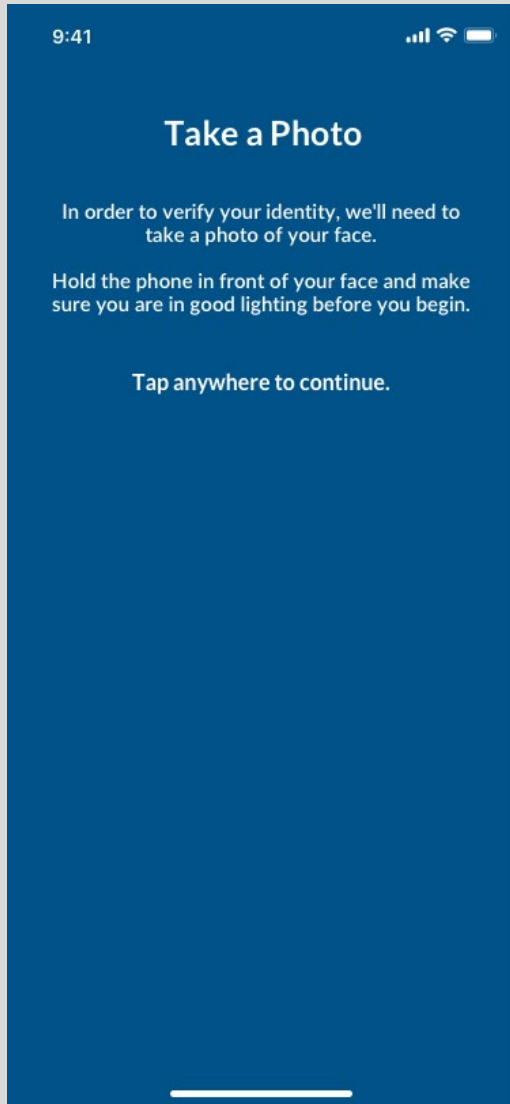 9:41
Take a Photo
In order to verify your identity, we'll need to
take a photo of your face.
Hold the phone in front of your face and make
sure you are in good lighting before you begin.
Tap anywhere to continue.